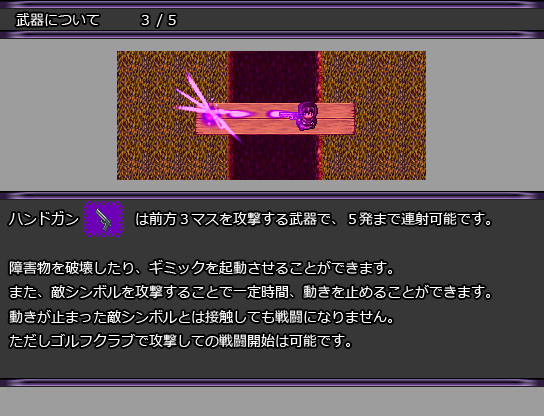 武器について　　３／５
ハンドガン　は前方３マスを攻撃する武器で、５発まで連射可能です。
障害物を破壊したり、ギミックを起動させることができます。
また、敵シンボルを攻撃することで一定時間、動きを止めることができます。
動きが止まった敵シンボルとは接触しても戦闘になりません。
ただしゴルフクラブで攻撃しての戦闘開始は可能です。